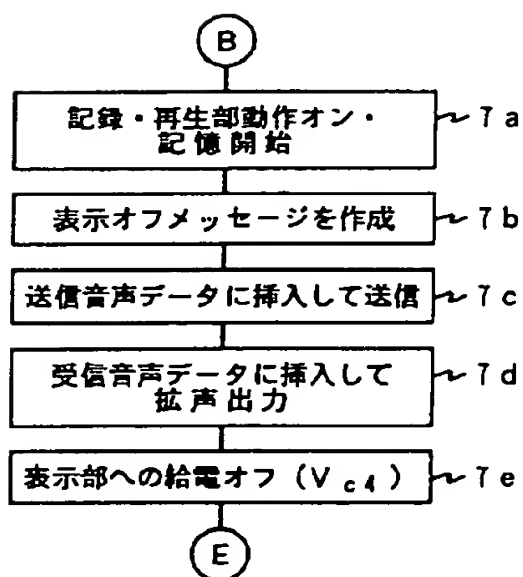 B
記録・再生部動作オン・ 7a
記憶開始
表示オフメッセージを作成 7b
送信音声データに挿入して送信 7c
受信音声データに挿入して 7d
拡声出力
表示部への給電オフ (Vc4) 7e
E